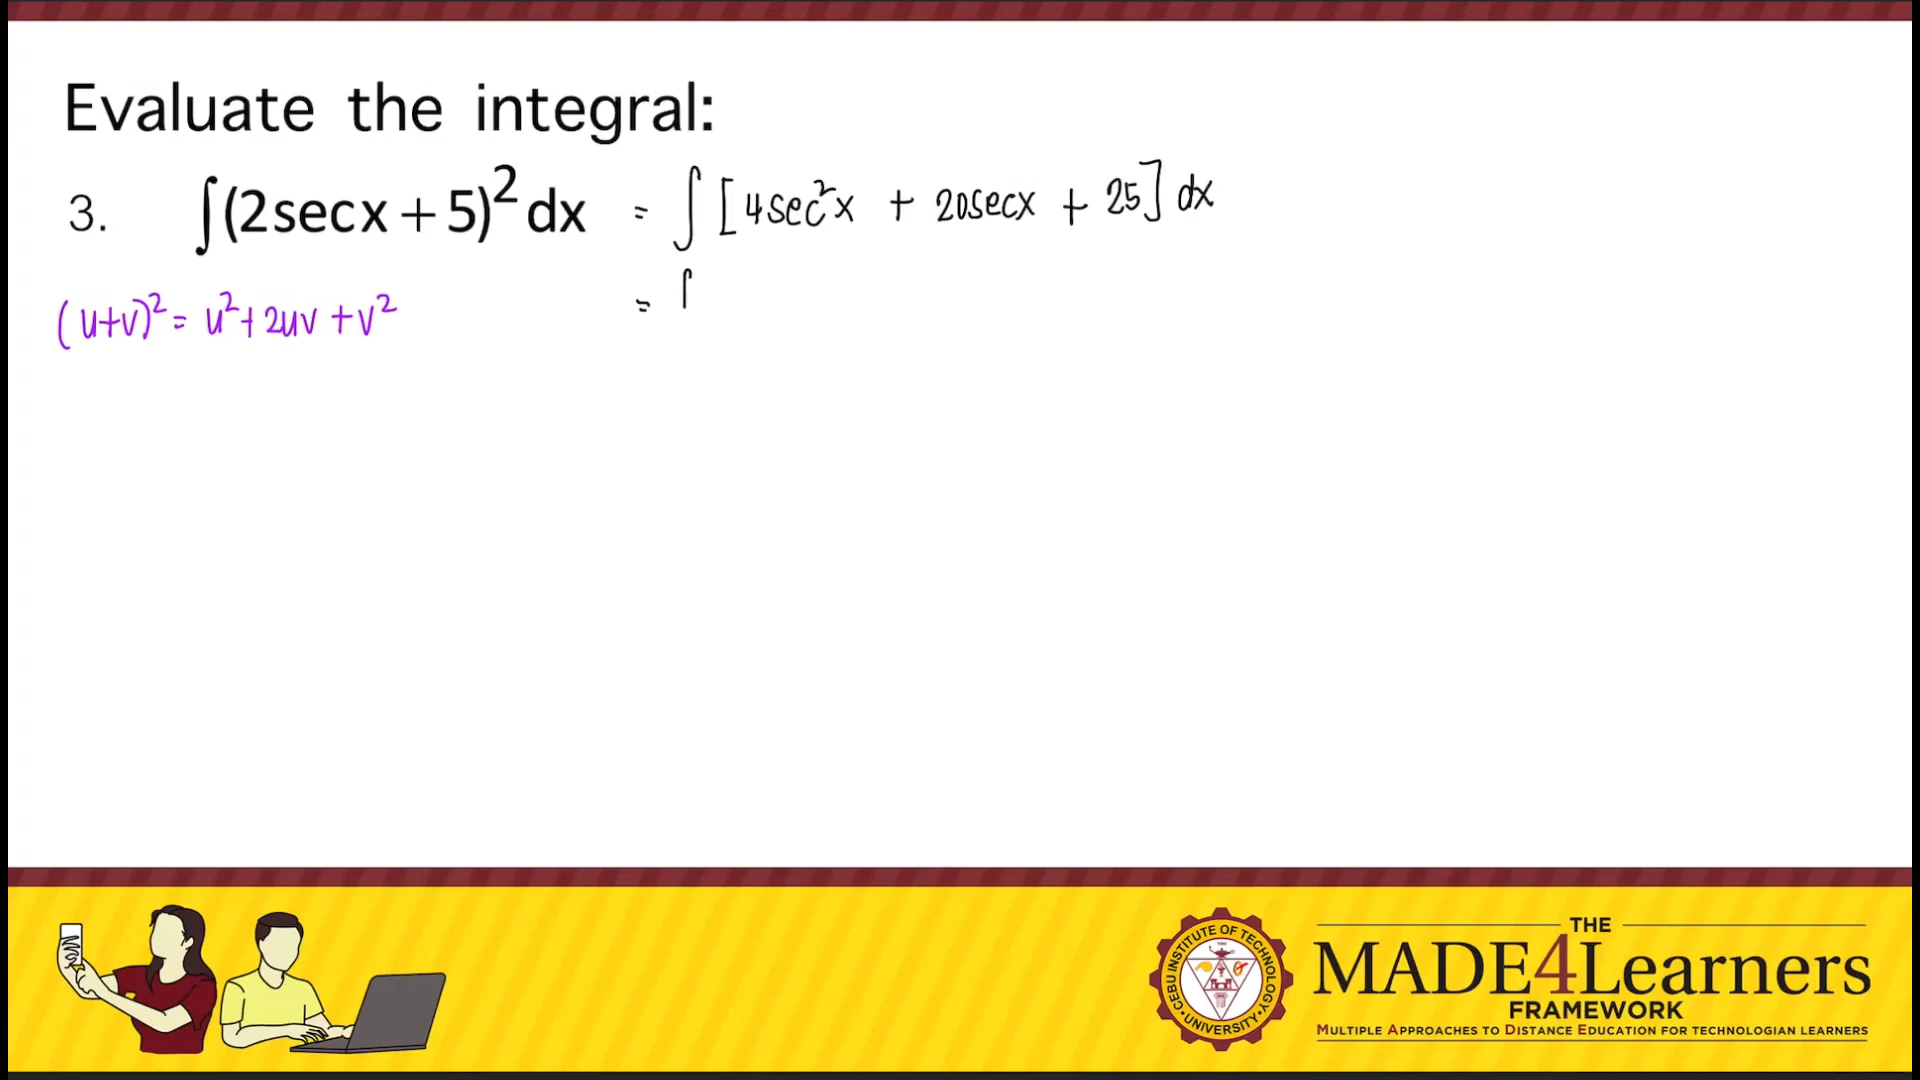 Evaluate the integral:
3. ∫(2secx+5)² dx = ∫ [4sec²x + 20secx + 25] dx
= ∫
(u+v)² = u² + 2uv + v²
CEBU INSTITUTE OF TECHNOLOGY
• UNIVERSITY •
THE
MADE4Learners
FRAMEWORK
MULTIPLE APPROACHES TO DISTANCE EDUCATION FOR TECHNOLOGIAN LEARNERS